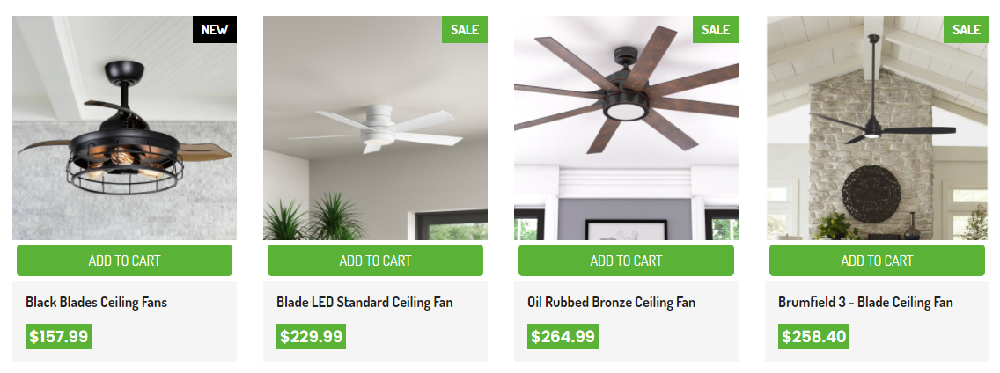 NEW
SALE
SALE
SALE
ADD TO CART
ADD TO CART
ADD TO CART
ADD TO CART
Black Blades Ceiling Fans
Blade LED Standard Ceiling Fan
Oil Rubbed Bronze Ceiling Fan
Brumfield 3 - Blade Ceiling Fan
$157.99
$229.99
$264.99
$258.40